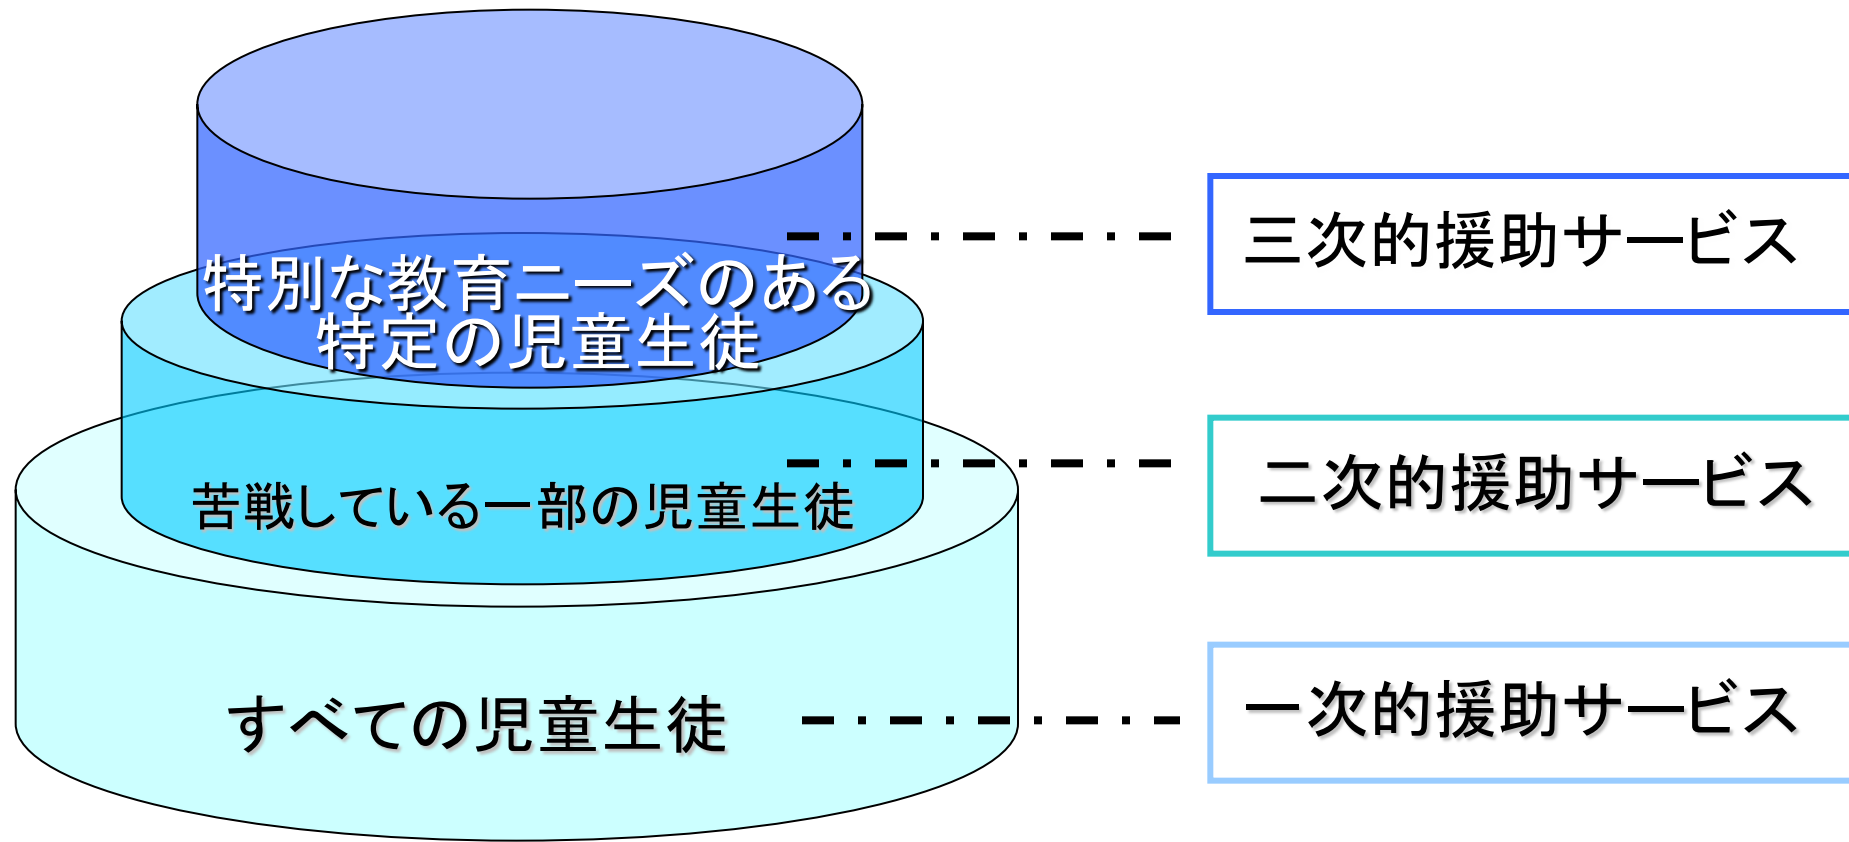 特別な教育ニーズのある
特定の児童生徒
三次的援助サービス
苦戦している一部の児童生徒
二次的援助サービス
すべての児童生徒
一次的援助サービス